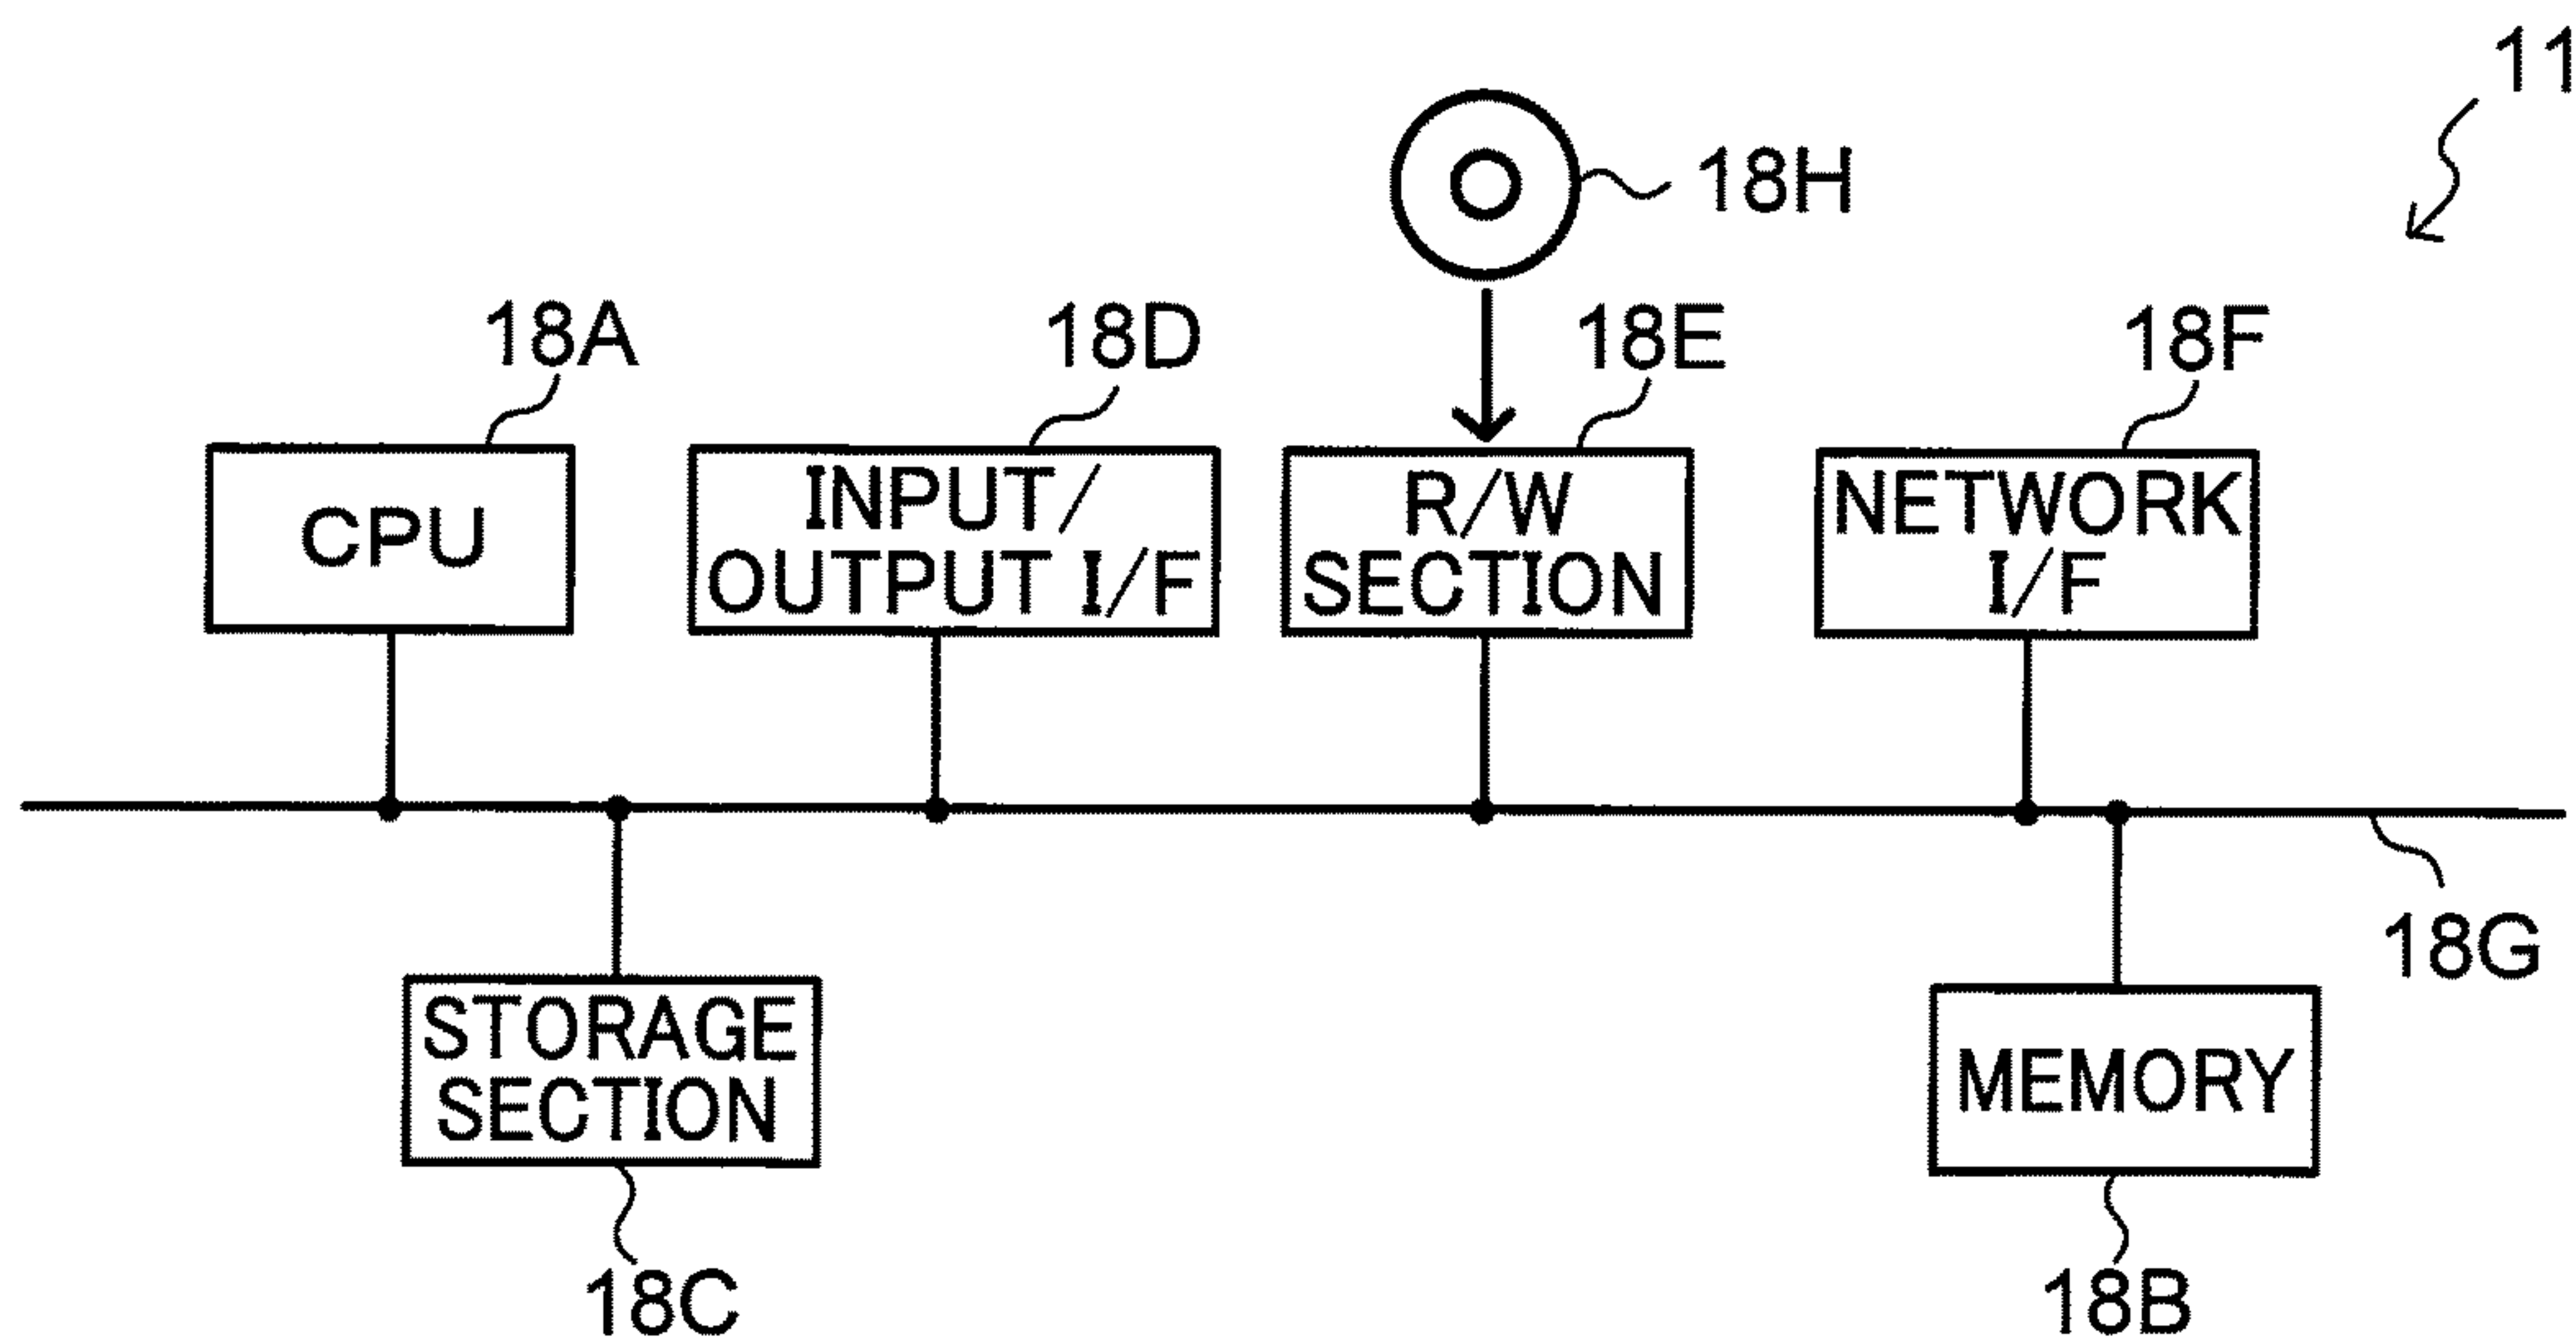 11
18H
18A
18D
18E
18F
CPU
INPUT/
OUTPUT I/F
R/W
SECTION
NETWORK
I/F
18G
STORAGE
SECTION
MEMORY
18C
18B